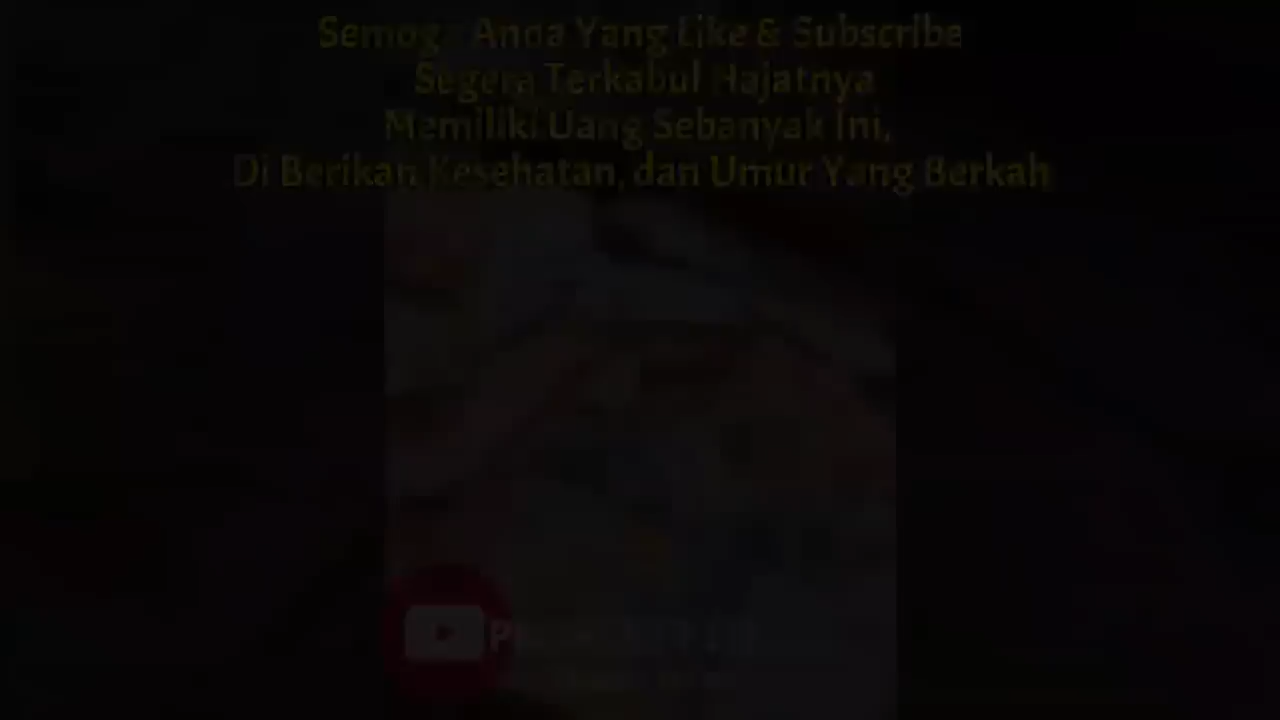 Semoga Anda Yang Like & Subscribe
Segera Terkabul Hajatnya
Memiliki Uang Sebanyak Ini,
Di Berikan Kesehatan, dan Umur Yang Berkah